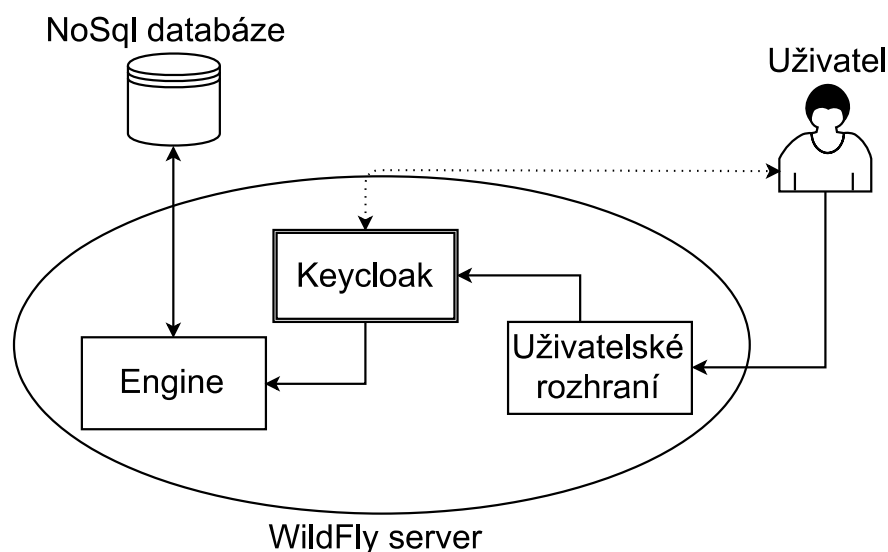 NoSql databáze
Uživatel
Keycloak
Uživatelské
rozhraní
Engine
WildFly server